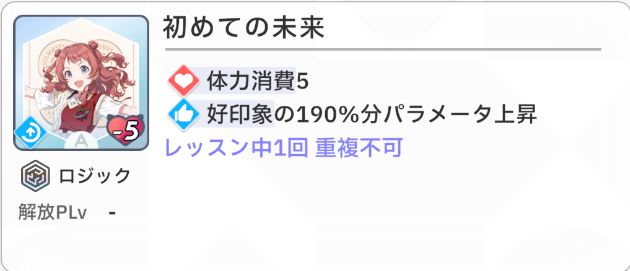 初めての未来
体力消費5
好印象の190%分パラメータ上昇
レッスン中1回 重複不可
-5
A
ロジック
解放PLv -